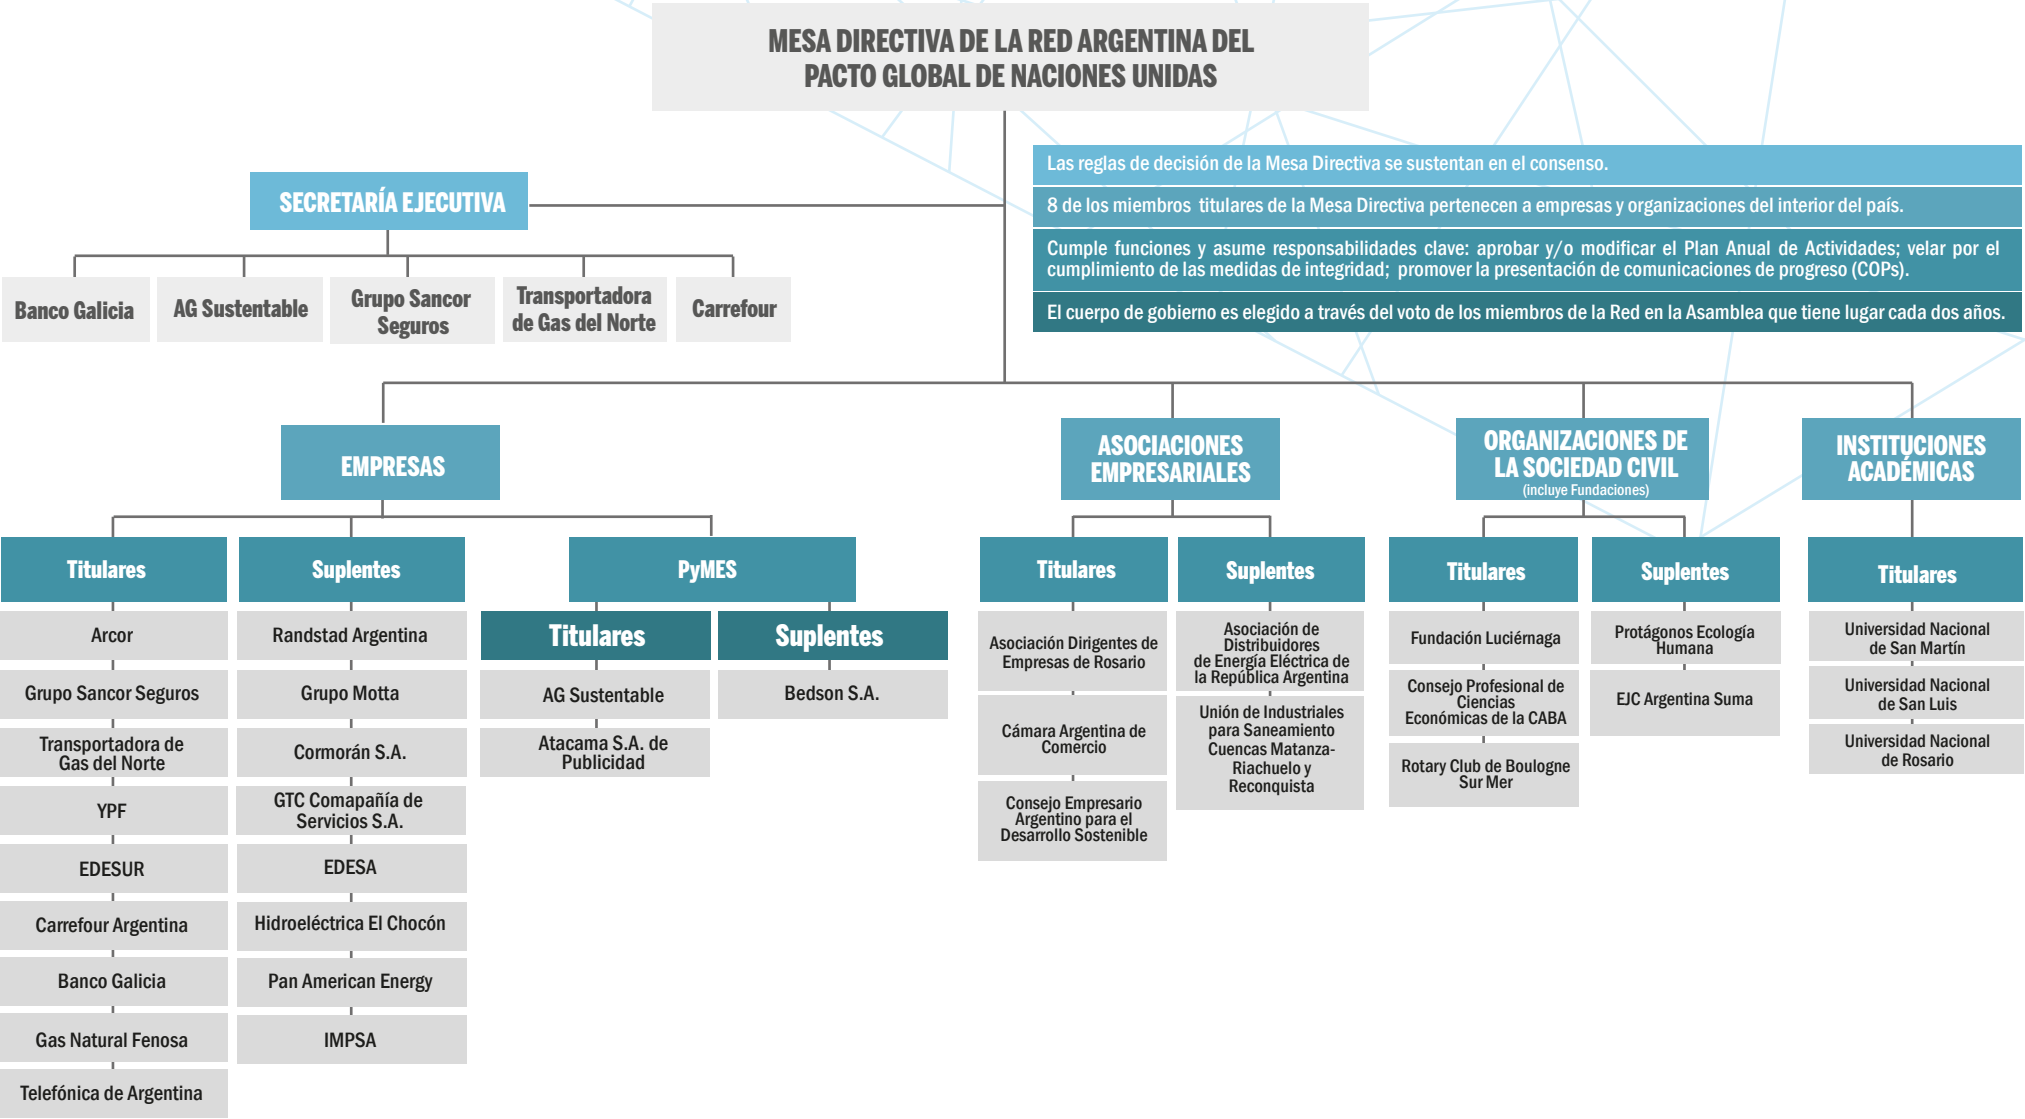 MESA DIRECTIVA DE LA RED ARGENTINA DEL
PACTO GLOBAL DE NACIONES UNIDAS
Las reglas de decisión de la Mesa Directiva se sustentan en el consenso.
8 de los miembros titulares de la Mesa Directiva pertenecen a empresas y organizaciones del interior del país.
Cumple funciones y asume responsabilidades clave: aprobar y/o modificar el Plan Anual de Actividades; velar por el
cumplimiento de las medidas de integridad; promover la presentación de comunicaciones de progreso (COPs).
El cuerpo de gobierno es elegido a través del voto de los miembros de la Red en la Asamblea que tiene lugar cada dos años.
SECRETARÍA EJECUTIVA
Banco Galicia
AG Sustentable
Grupo Sancor
Seguros
Transportadora
de Gas del Norte
Carrefour
EMPRESAS
Titulares
Arcor
Grupo Sancor Seguros
Transportadora de
Gas del Norte
YPF
EDESUR
Carrefour Argentina
Banco Galicia
Gas Natural Fenosa
Telefónica de Argentina
Suplentes
Randstad Argentina
Grupo Motta
Cormorán S.A.
GTC Comapañía de
Servicios S.A.
EDESA
Hidroeléctrica El Chocón
Pan American Energy
IMPSA
PyMES
Titulares
AG Sustentable
Atacama S.A. de
Publicidad
Suplentes
Bedson S.A.
ASOCIACIONES
EMPRESARIALES
Titulares
Asociación Dirigentes de
Empresas de Rosario
Cámara Argentina de
Comercio
Consejo Empresario
Argentino para el
Desarrollo Sostenible
Suplentes
Asociación de
Distribuidores
de Energía Eléctrica de
la República Argentina
Unión de Industriales
para Saneamiento
Cuencas Matanza-
Riachuelo y
Reconquista
ORGANIZACIONES DE
LA SOCIEDAD CIVIL
(incluye Fundaciones)
Titulares
Fundación Luciérnaga
Consejo Profesional de
Ciencias
Económicas de la CABA
Rotary Club de Boulogne
Sur Mer
Suplentes
Protágonos Ecología
Humana
EJC Argentina Suma
INSTITUCIONES
ACADÉMICAS
Titulares
Universidad Nacional
de San Martín
Universidad Nacional
de San Luis
Universidad Nacional
de Rosario